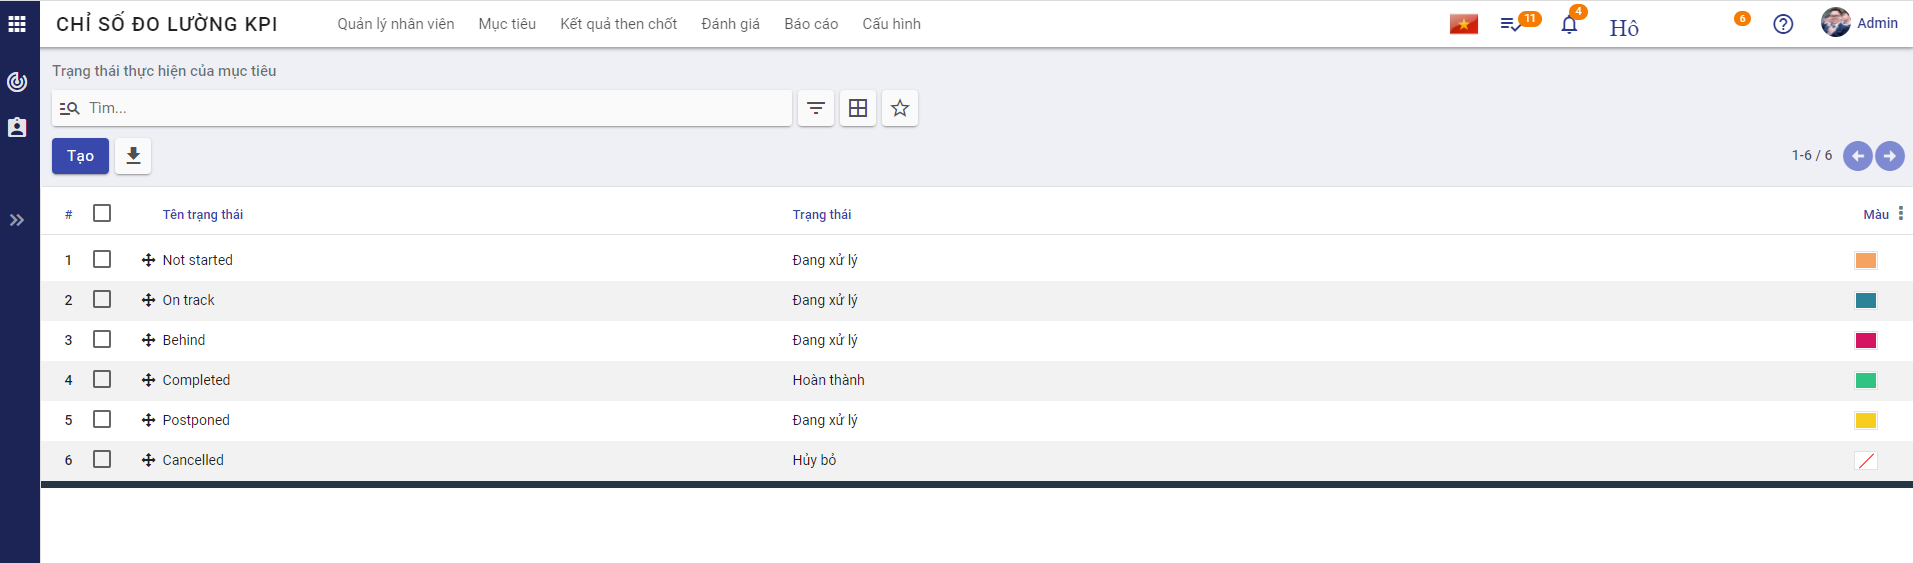 CHỈ SỐ ĐO LƯỜNG KPI Quản lý nhân viên Mục tiêu Kết quả then chốt Đánh giá Báo cáo Cấu hình 11 4 Hô 6 Admin
Trạng thái thực hiện của mục tiêu
Tìm...
Tạo 1-6 / 6
# Tên trạng thái Trạng thái Màu
1 Not started Đang xử lý
2 On track Đang xử lý
3 Behind Đang xử lý
4 Completed Hoàn thành
5 Postponed Đang xử lý
6 Cancelled Hủy bỏ